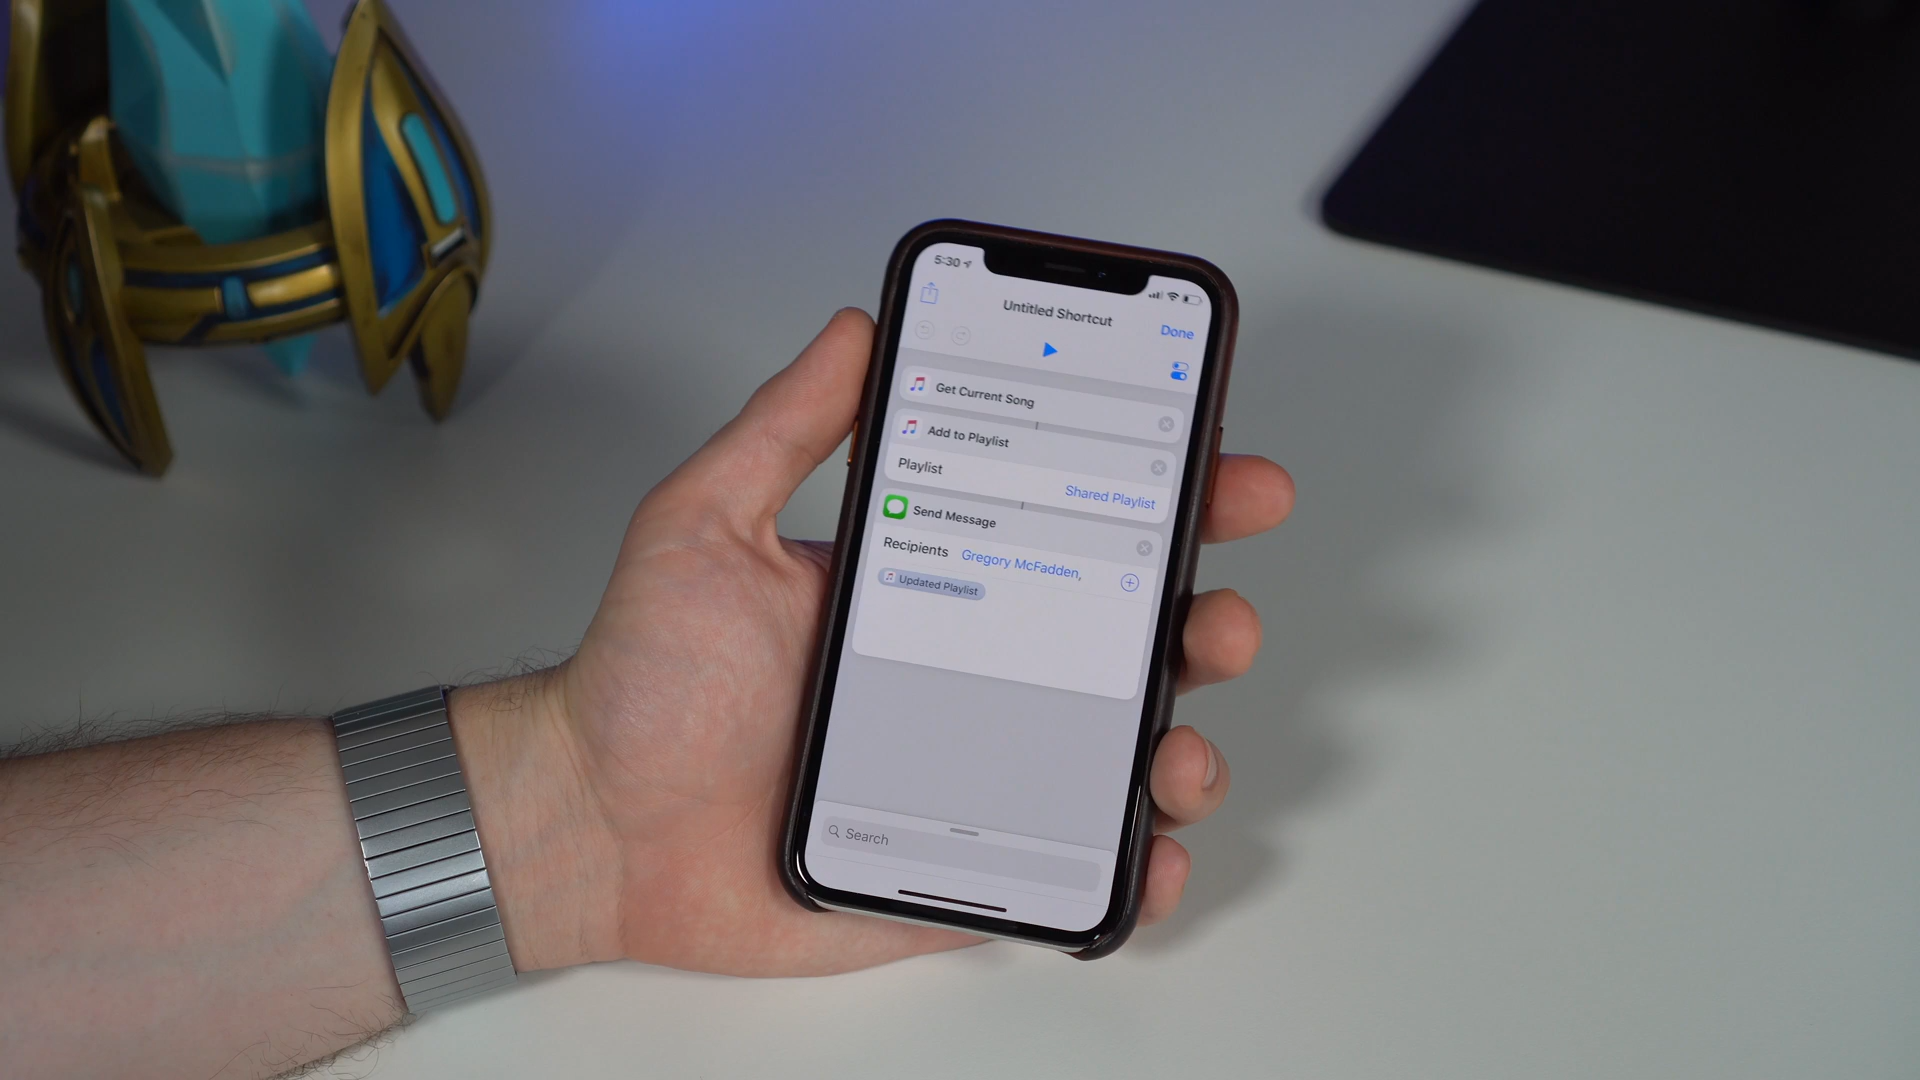 5:30
Untitled Shortcut
Done
Get Current Song
Add to Playlist
Playlist
Shared Playlist
Send Message
Recipients Gregory McFadden,
Updated Playlist
Search